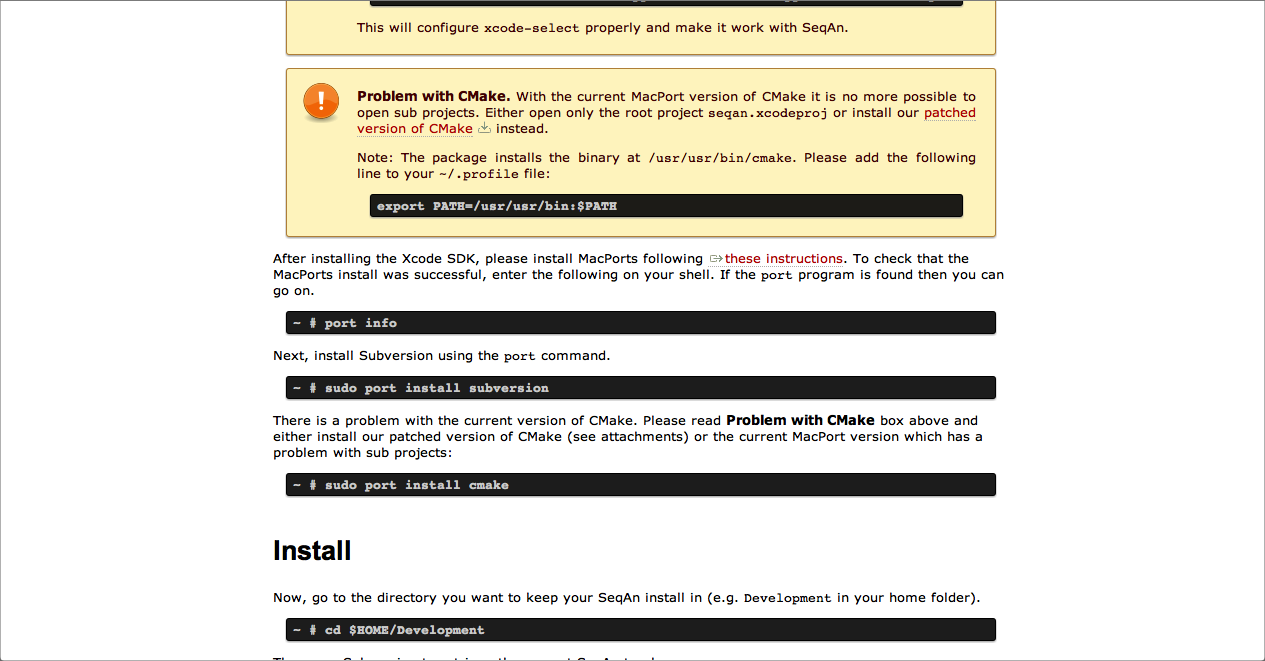 This will configure xcode-select properly and make it work with SeqAn.
Problem with CMake. With the current MacPort version of CMake it is no more possible to
open sub projects. Either open only the root project seqan.xcodeproj or install our patched
version of CMake instead.
Note: The package installs the binary at /usr/usr/bin/cmake. Please add the following
line to your ~/.profile file:
export PATH=/usr/usr/bin:$PATH
After installing the Xcode SDK, please install MacPorts following these instructions. To check that the
MacPorts install was successful, enter the following on your shell. If the port program is found then you can
go on.
~ # port info
Next, install Subversion using the port command.
~ # sudo port install subversion
There is a problem with the current version of CMake. Please read Problem with CMake box above and
either install our patched version of CMake (see attachments) or the current MacPort version which has a
problem with sub projects:
~ # sudo port install cmake
Install
Now, go to the directory you want to keep your SeqAn install in (e.g. Development in your home folder).
~ # cd $HOME/Development